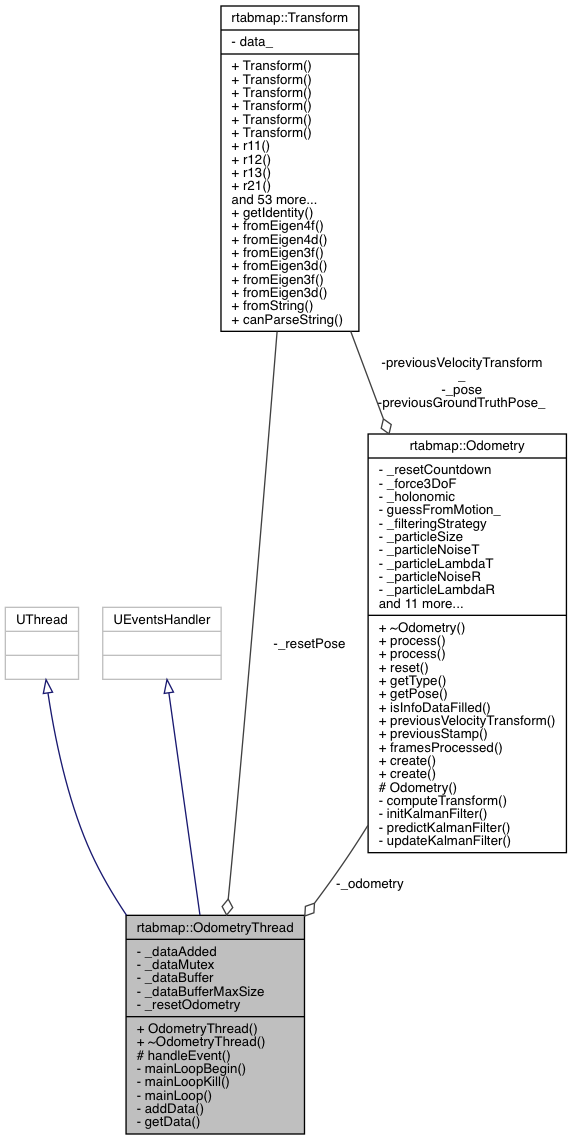 rtabmap::Transform
- data_
+ Transform()
+ Transform()
+ Transform()
+ Transform()
+ Transform()
+ Transform()
+ r11()
+ r12()
+ r13()
+ r21()
and 53 more...
+ getIdentity()
+ fromEigen4f()
+ fromEigen4d()
+ fromEigen3f()
+ fromEigen3d()
+ fromEigen3f()
+ fromEigen3d()
+ fromString()
+ canParseString()
-previousVelocityTransform
_
-_pose
-previousGroundTruthPose_
rtabmap::Odometry
- _resetCountdown
- _force3DoF
- _holonomic
- guessFromMotion_
- _filteringStrategy
- _particleSize
- _particleNoiseT
- _particleLambdaT
- _particleNoiseR
- _particleLambdaR
and 11 more...
+ ~Odometry()
+ process()
+ process()
+ reset()
+ getType()
+ getPose()
+ isInfoDataFilled()
+ previousVelocityTransform()
+ previousStamp()
+ framesProcessed()
+ create()
+ create()
# Odometry()
- computeTransform()
- initKalmanFilter()
- predictKalmanFilter()
- updateKalmanFilter()
UThread
UEventsHandler
-_resetPose
-_odometry
rtabmap::OdometryThread
- _dataAdded
- _dataMutex
- _dataBuffer
- _dataBufferMaxSize
- _resetOdometry
+ OdometryThread()
+ ~OdometryThread()
# handleEvent()
- mainLoopBegin()
- mainLoopKill()
- mainLoop()
- addData()
- getData()